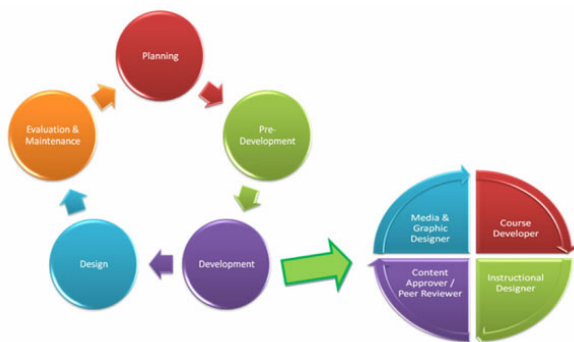 Planning
Evaluation &
Maintenance
Pre-
Development
Design
Development
Media &
Graphic
Designer
Course
Developer
Content
Approver /
Peer Reviewer
Instructional
Designer